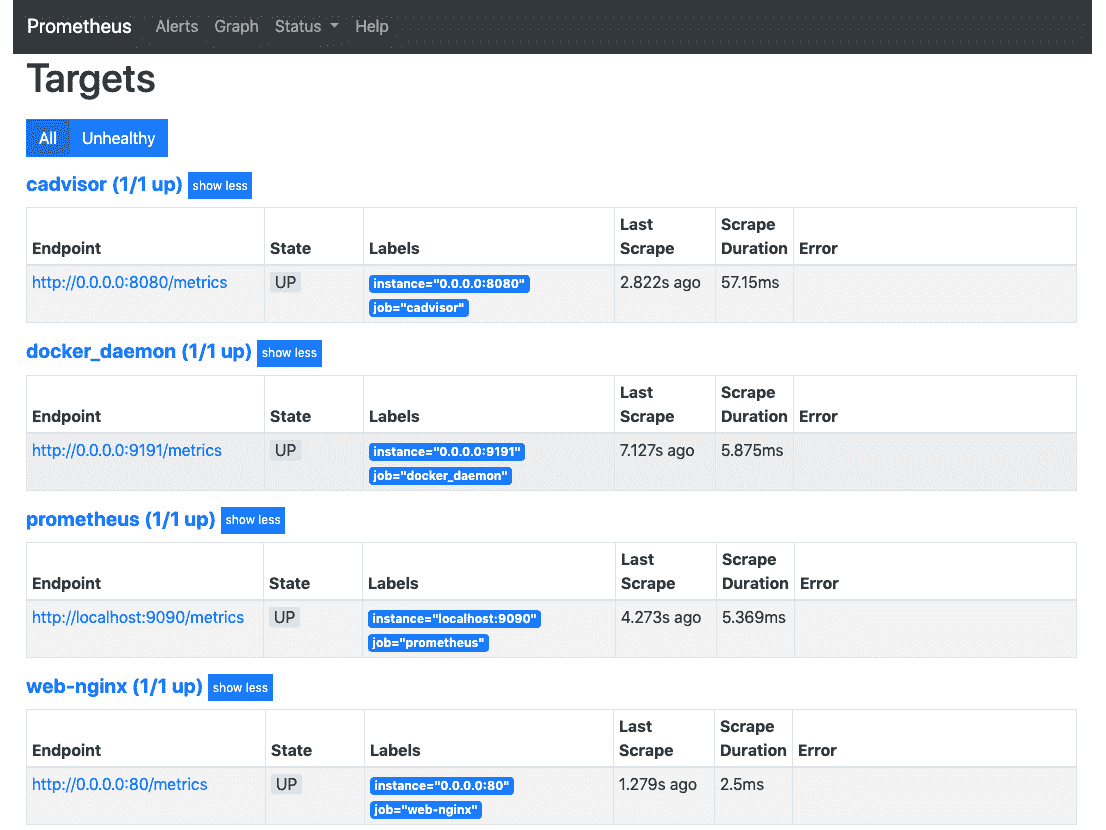 Prometheus Alerts Graph Status Help
Targets
All Unhealthy
cadvisor (1/1 up) show less
Endpoint State Labels Last Scrape Scrape Duration Error
http://0.0.0.0:8080/metrics UP instance="0.0.0.0:8080" 2.822s ago 57.15ms
job="cadvisor"
docker_daemon (1/1 up) show less
Endpoint State Labels Last Scrape Scrape Duration Error
http://0.0.0.0:9191/metrics UP instance="0.0.0.0:9191" 7.127s ago 5.875ms
job="docker_daemon"
prometheus (1/1 up) show less
Endpoint State Labels Last Scrape Scrape Duration Error
http://localhost:9090/metrics UP instance="localhost:9090" 4.273s ago 5.369ms
job="prometheus"
web-nginx (1/1 up) show less
Endpoint State Labels Last Scrape Scrape Duration Error
http://0.0.0.0:80/metrics UP instance="0.0.0.0:80" 1.279s ago 2.5ms
job="web-nginx"